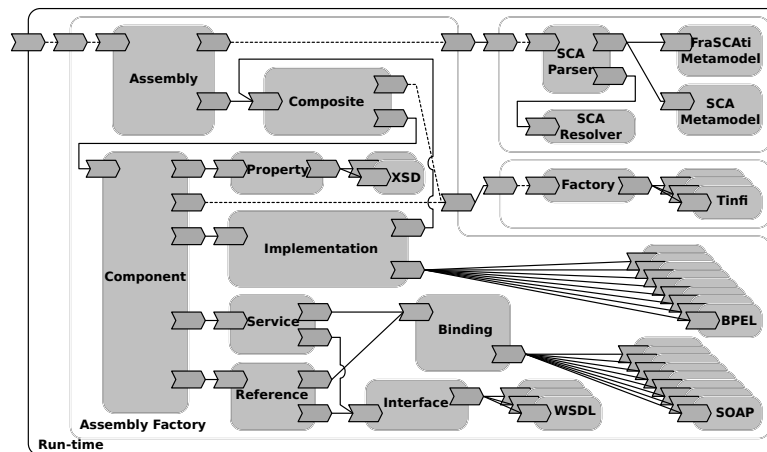 Assembly
Composite
SCA
Parser
FraSCAti
Metamodel
SCA
Resolver
SCA
Metamodel
Property
XSD
Factory
Tinfi
Component
Implementation
BPEL
Service
Binding
Reference
Interface
WSDL
SOAP
Assembly Factory
Run-time